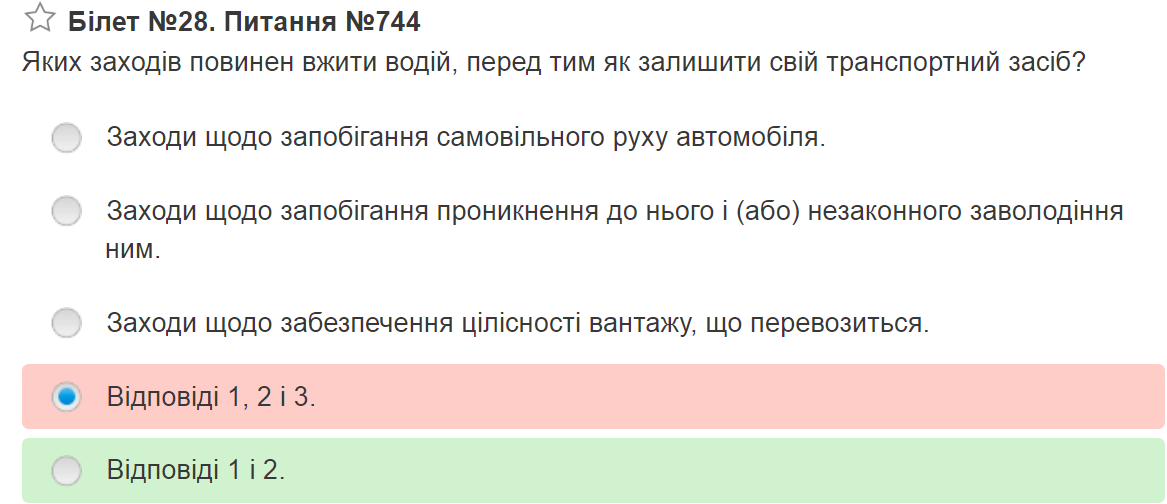 Білет №28. Питання №744
Яких заходів повинен вжити водій, перед тим як залишити свій транспортний засіб?
Заходи щодо запобігання самовільного руху автомобіля.
Заходи щодо запобігання проникнення до нього і (або) незаконного заволодіння
ним.
Заходи щодо забезпечення цілісності вантажу, що перевозиться.
Відповіді 1, 2 і 3.
Відповіді 1 і 2.